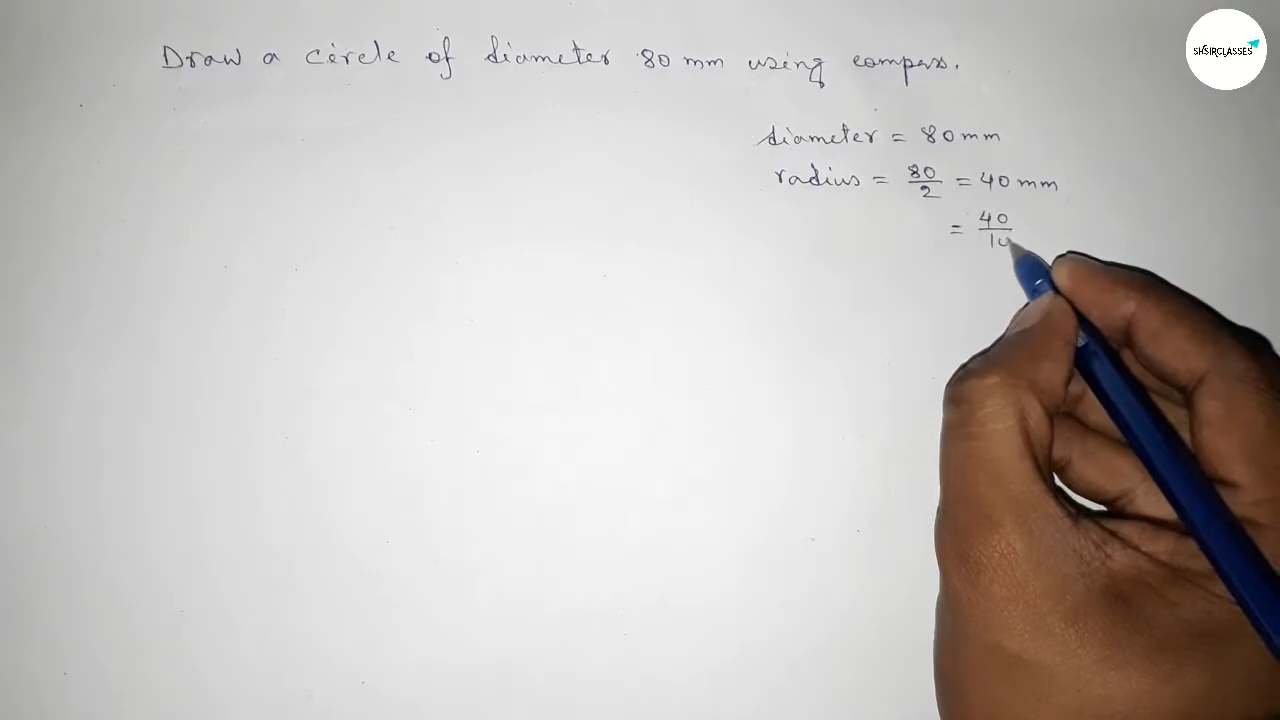 Draw a circle of diameter 80 mm using compass.
SHSIRCLASSES
diameter = 80 mm
radius = 80/2 = 40 mm
= 40/10